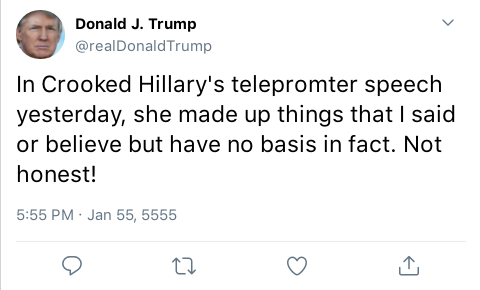 Donald J. Trump
@realDonaldTrump
In Crooked Hillary's telepromter speech
yesterday, she made up things that I said
or believe but have no basis in fact. Not
honest!
5:55 PM · Jan 55, 5555